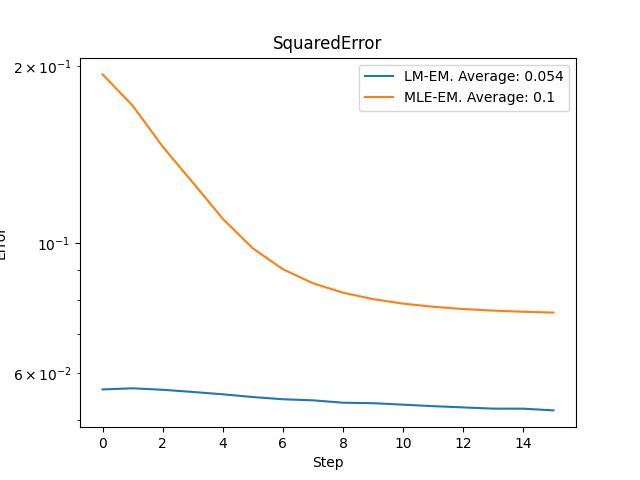 SquaredError
LM-EM. Average: 0.054
MLE-EM. Average: 0.1
2 × 10⁻¹
10⁻¹
6 × 10⁻²
Error
0 2 4 6 8 10 12 14
Step